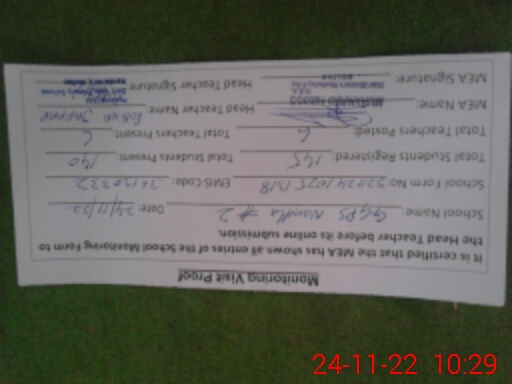 Monitoring Visit Proof
It is certified that the MEA has shown all entries of the School Monitoring Form to
the Head Teacher before its online submission.
School Name: GGPS Nandla # 2 Date: 24/11/22
School Form No: EMIS Code:
Total Students Registered: 145 Total Students Present: 140
Total Teachers Posted: 6 Total Teachers Present: 6
MEA Name: Head Teacher Name:
MEA Signature: Head Teacher Signature:
24-11-22 10:29